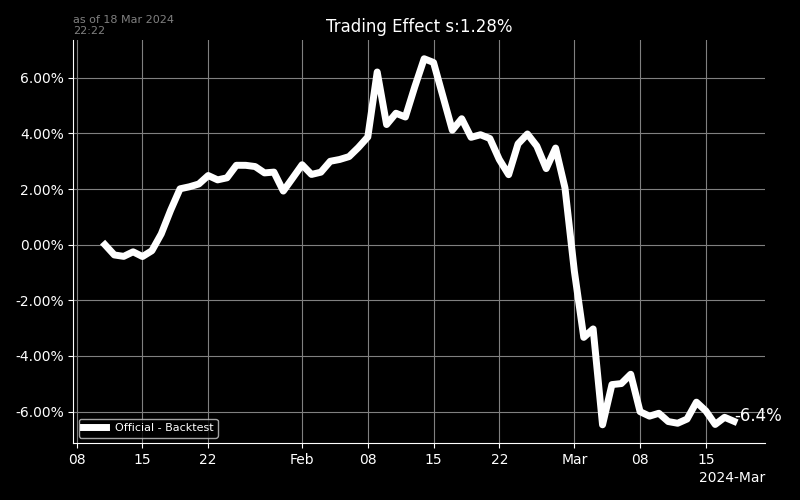 as of 18 Mar 2024
22:22
Trading Effect s:1.28%
6.00%
4.00%
2.00%
0.00%
-2.00%
-4.00%
-6.00%
-6.4%
Official - Backtest
08 15 22 Feb 08 15 22 Mar 08 15
2024-Mar